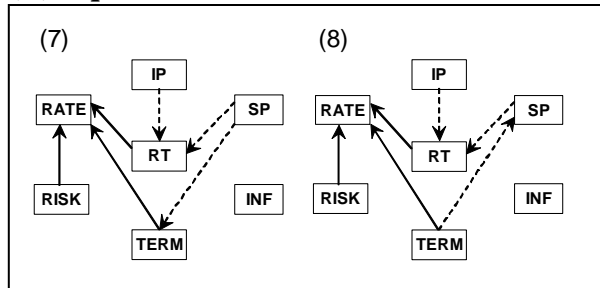 (7)
IP
RATE
SP
RT
RISK
INF
TERM
(8)
IP
RATE
SP
RT
RISK
INF
TERM